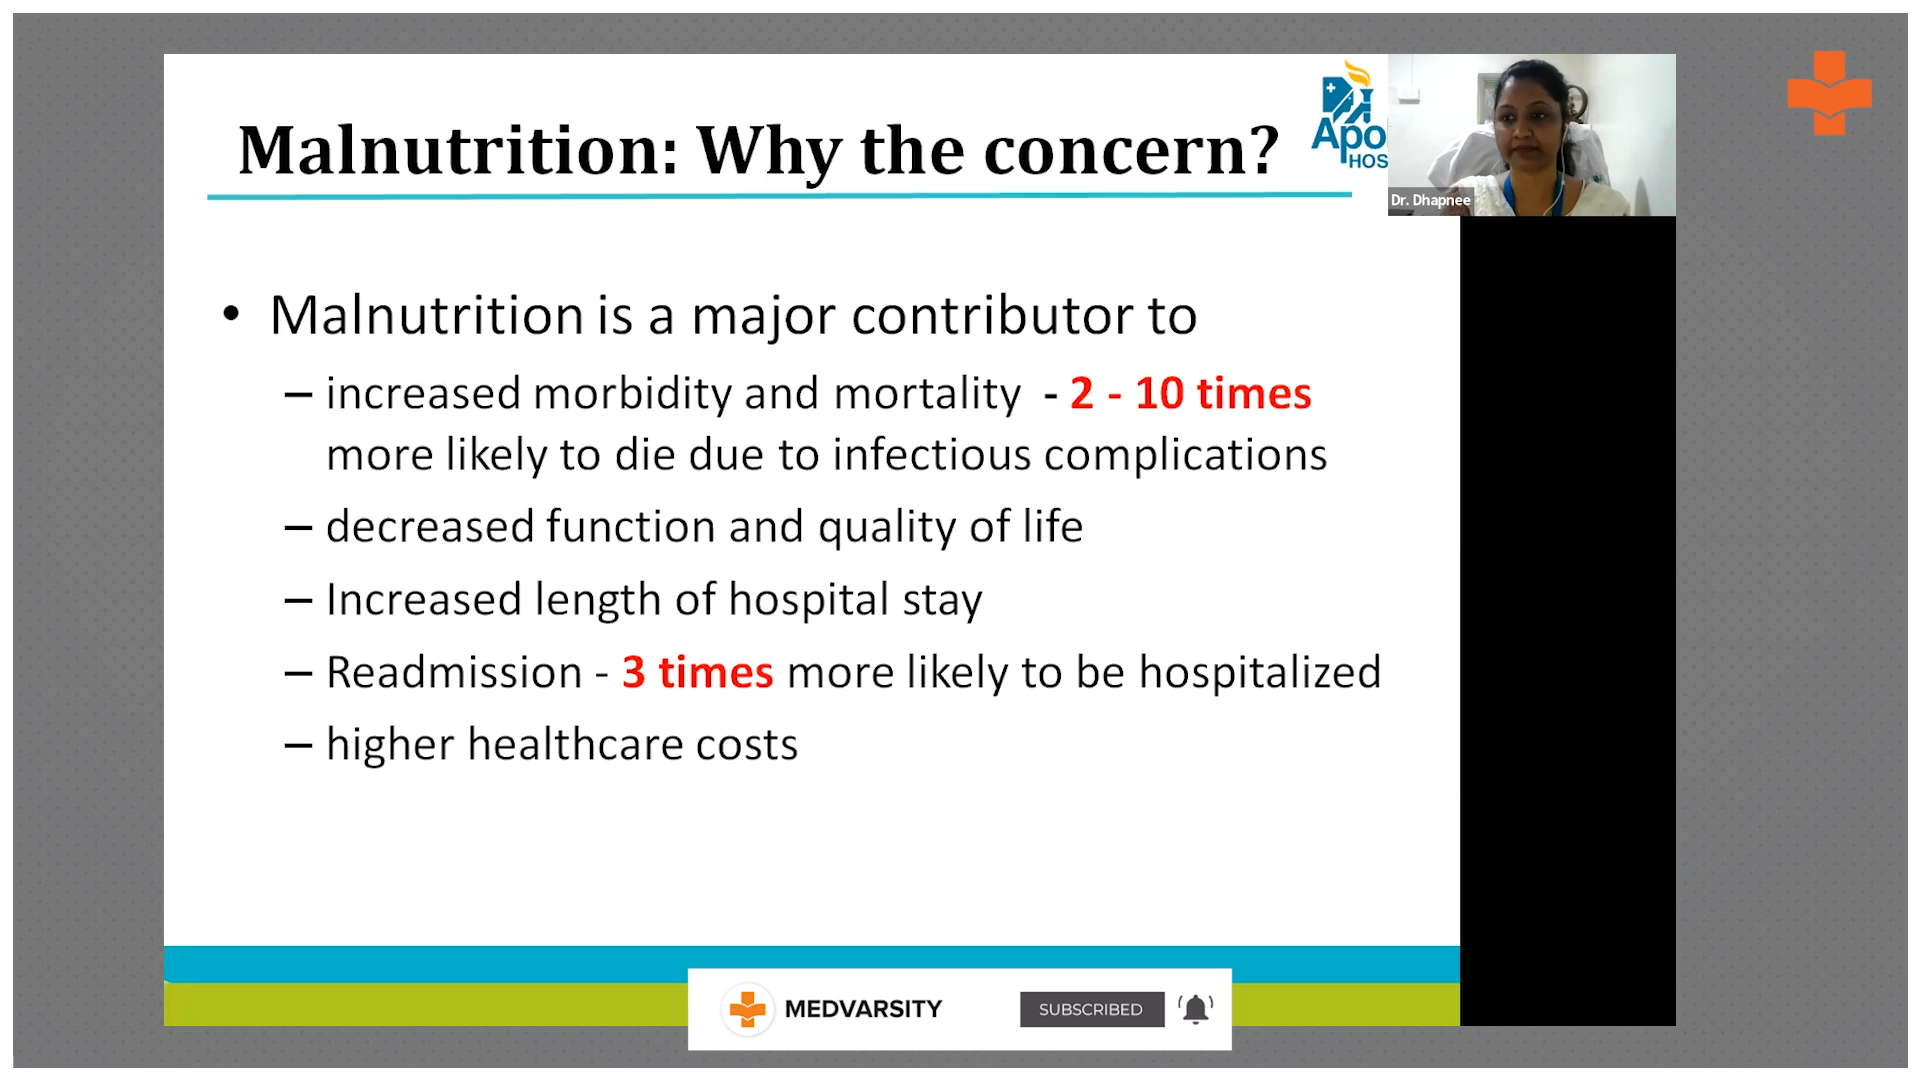 Malnutrition: Why the concern?
Apo
HOS
Dr. Dhapnee
• Malnutrition is a major contributor to
– increased morbidity and mortality - 2 - 10 times
more likely to die due to infectious complications
– decreased function and quality of life
– Increased length of hospital stay
– Readmission - 3 times more likely to be hospitalized
– higher healthcare costs
MEDVARSITY
SUBSCRIBED